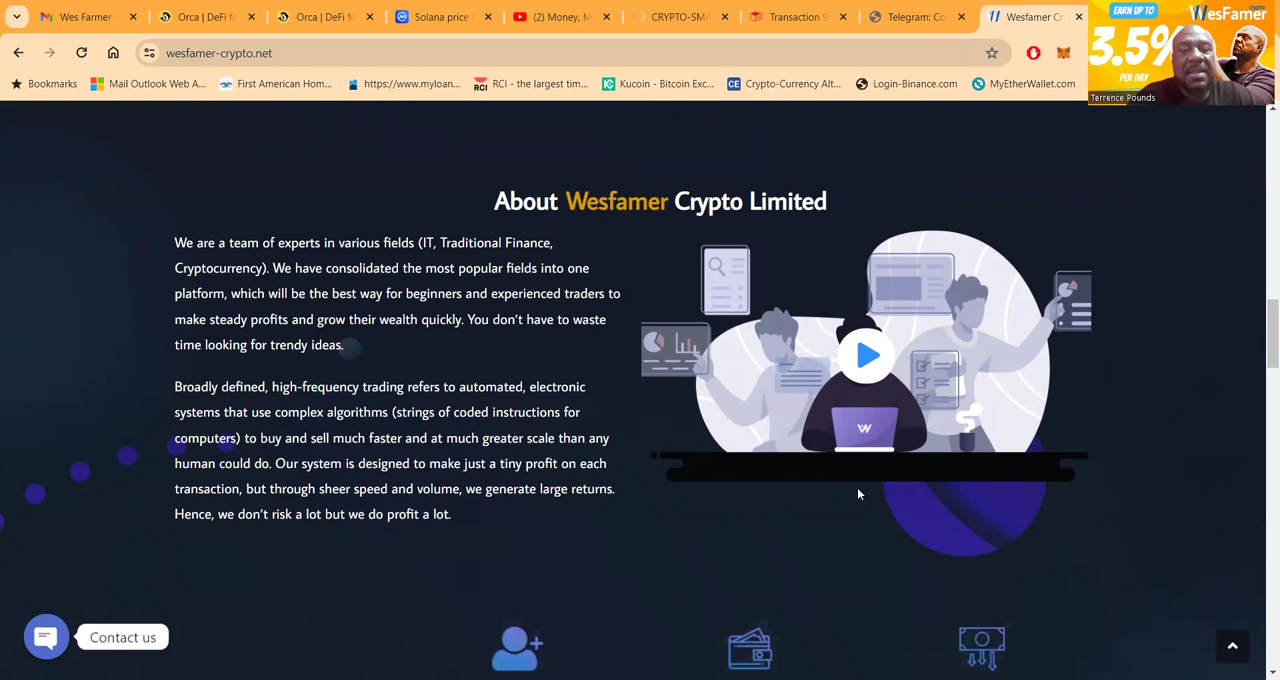 Wes Farmer -
Orca | DeFi fo
Orca | DeFi fo
Solana price
(2) Money, M
CRYPTO-SMA
Transaction 9
Telegram: Co
Wesfamer Cr
wesfamer-crypto.net
Bookmarks
Mail Outlook Web A...
First American Hom...
https://www.myloan...
RCI - the largest tim...
Kucoin - Bitcoin Exc...
Crypto-Currency Alt...
Login-Binance.com
MyEtherWallet.com
EARN UP TO
3.5%
PER DAY
WesFamer
crypto
Terrence Pounds
About Wesfamer Crypto Limited
We are a team of experts in various fields (IT, Traditional Finance,
Cryptocurrency). We have consolidated the most popular fields into one
platform, which will be the best way for beginners and experienced traders to
make steady profits and grow their wealth quickly. You don't have to waste
time looking for trendy ideas.
Broadly defined, high-frequency trading refers to automated, electronic
systems that use complex algorithms (strings of coded instructions for
computers) to buy and sell much faster and at much greater scale than any
human could do. Our system is designed to make just a tiny profit on each
transaction, but through sheer speed and volume, we generate large returns.
Hence, we don't risk a lot but we do profit a lot.
W
Contact us